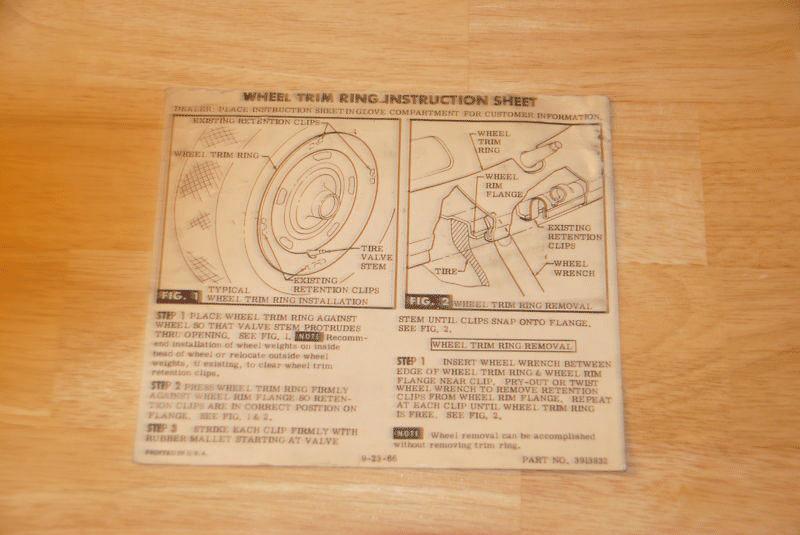 WHEEL TRIM RING INSTRUCTION SHEET
DEALER: PLACE INSTRUCTION SHEET IN GLOVE COMPARTMENT FOR CUSTOMER INFORMATION.
EXISTING RETENTION CLIPS
WHEEL TRIM RING
TIRE
VALVE
STEM
EXISTING
RETENTION CLIPS
FIG. 1
TYPICAL
WHEEL TRIM RING INSTALLATION
WHEEL
TRIM
RING
WHEEL
RIM
FLANGE
EXISTING
RETENTION
CLIPS
WHEEL
WRENCH
TIRE
FIG. 2
WHEEL TRIM RING REMOVAL
STEP 1 PLACE WHEEL TRIM RING AGAINST
WHEEL SO THAT VALVE STEM PROTRUDES
THRU OPENING. SEE FIG. 1. NOTE Recomm-
end installation of wheel weights on inside
bead of wheel or relocate outside wheel
weights, if existing, to clear wheel trim
retention clips.
STEP 2 PRESS WHEEL TRIM RING FIRMLY
AGAINST WHEEL RIM FLANGE SO RETEN-
TION CLIPS ARE IN CORRECT POSITION ON
FLANGE. SEE FIG. 1 & 2.
STEP 3 STRIKE EACH CLIP FIRMLY WITH
RUBBER MALLET STARTING AT VALVE
STEM UNTIL CLIPS SNAP ONTO FLANGE.
SEE FIG. 2.
WHEEL TRIM RING REMOVAL
STEP 1 INSERT WHEEL WRENCH BETWEEN
EDGE OF WHEEL TRIM RING & WHEEL RIM
FLANGE NEAR CLIP. PRY-OUT OR TWIST
WHEEL WRENCH TO REMOVE RETENTION
CLIPS FROM WHEEL RIM FLANGE. REPEAT
AT EACH CLIP UNTIL WHEEL TRIM RING
IS FREE. SEE FIG. 2.
NOTE Wheel removal can be accomplished
without removing trim ring.
PRINTED IN U.S.A.
9-23-66
PART NO. 3913832